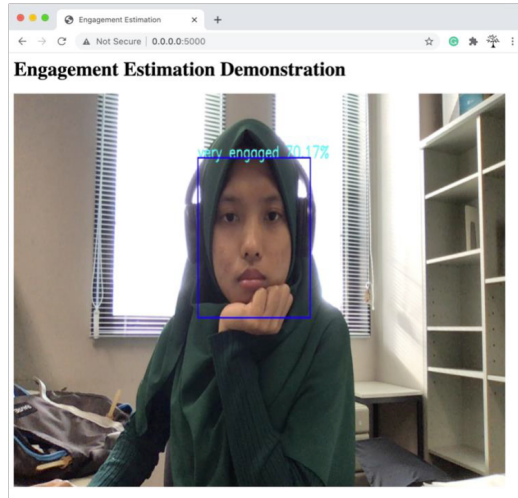 Engagement Estimation
Not Secure | 0.0.0.0:5000
Engagement Estimation Demonstration
very engaged 70.17%